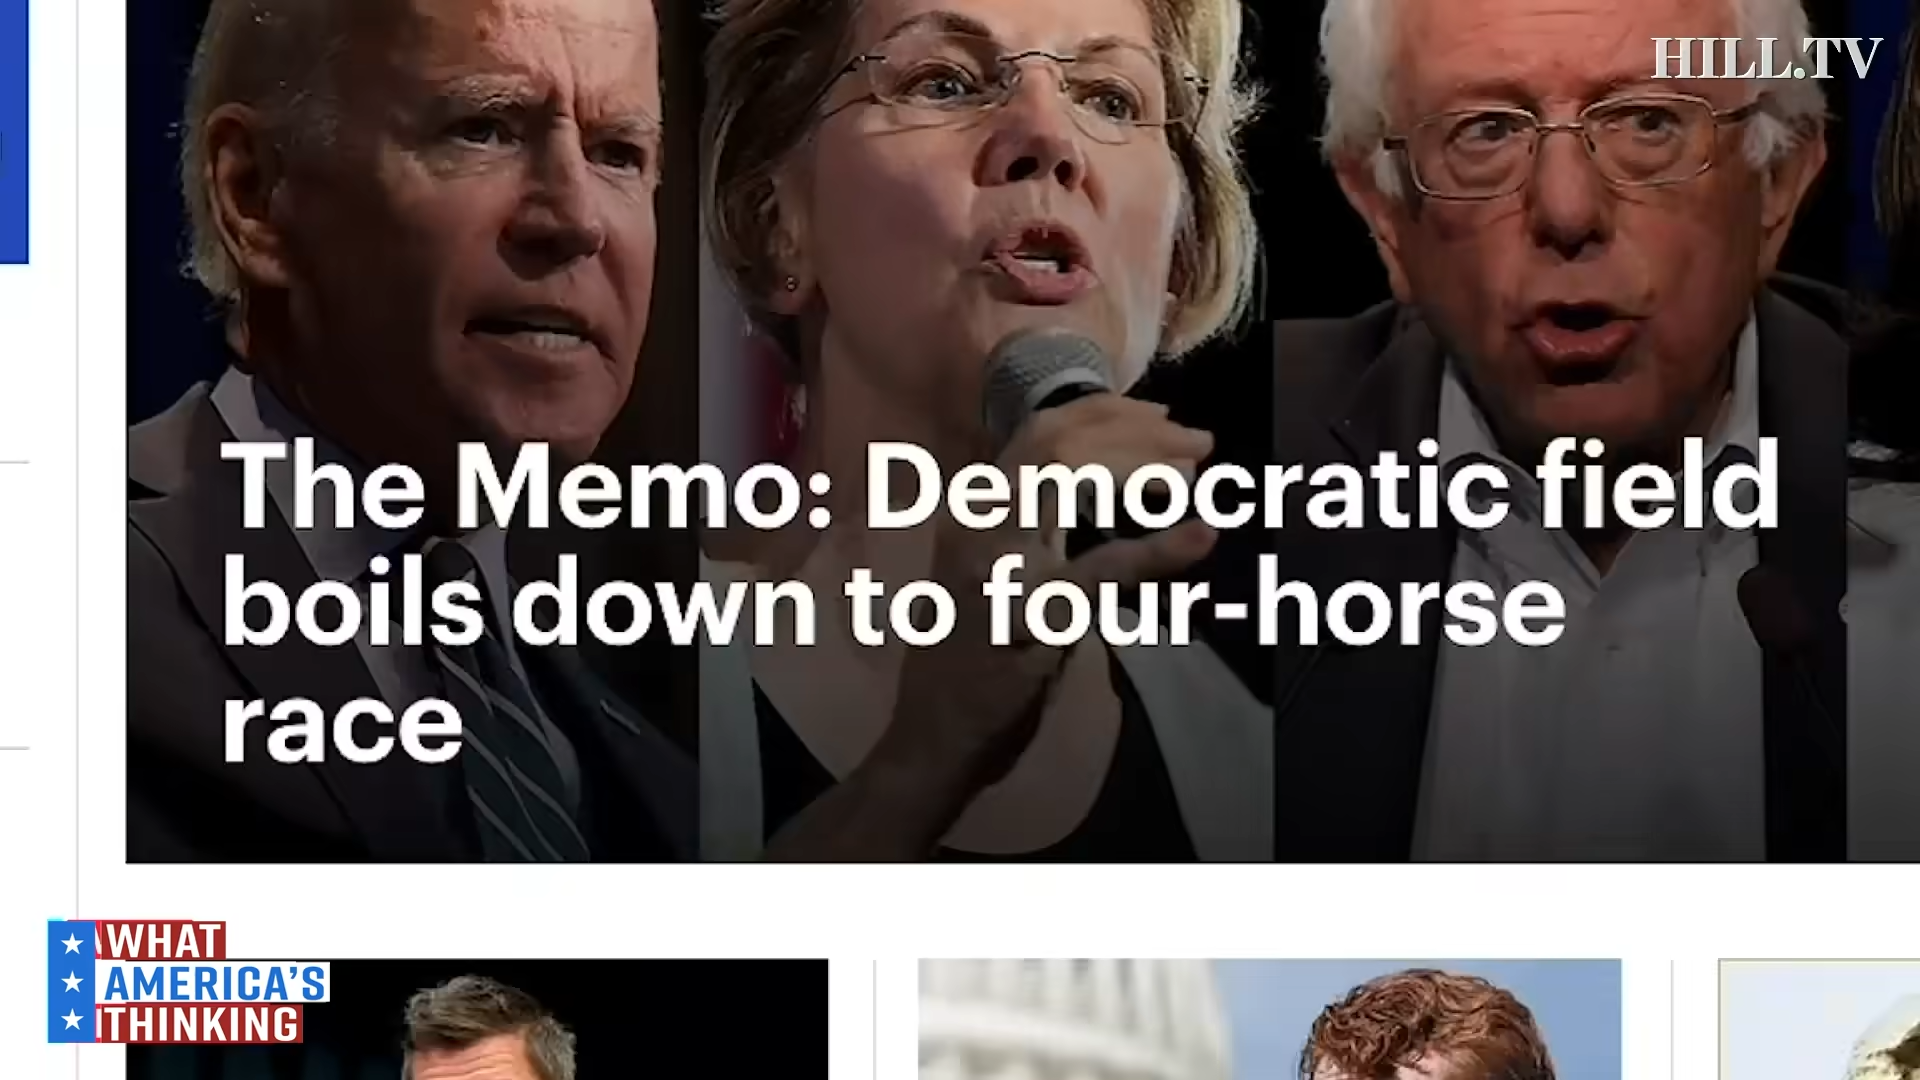 HILL.TV
The Memo: Democratic field
boils down to four-horse
race
WHAT
AMERICA'S
THINKING